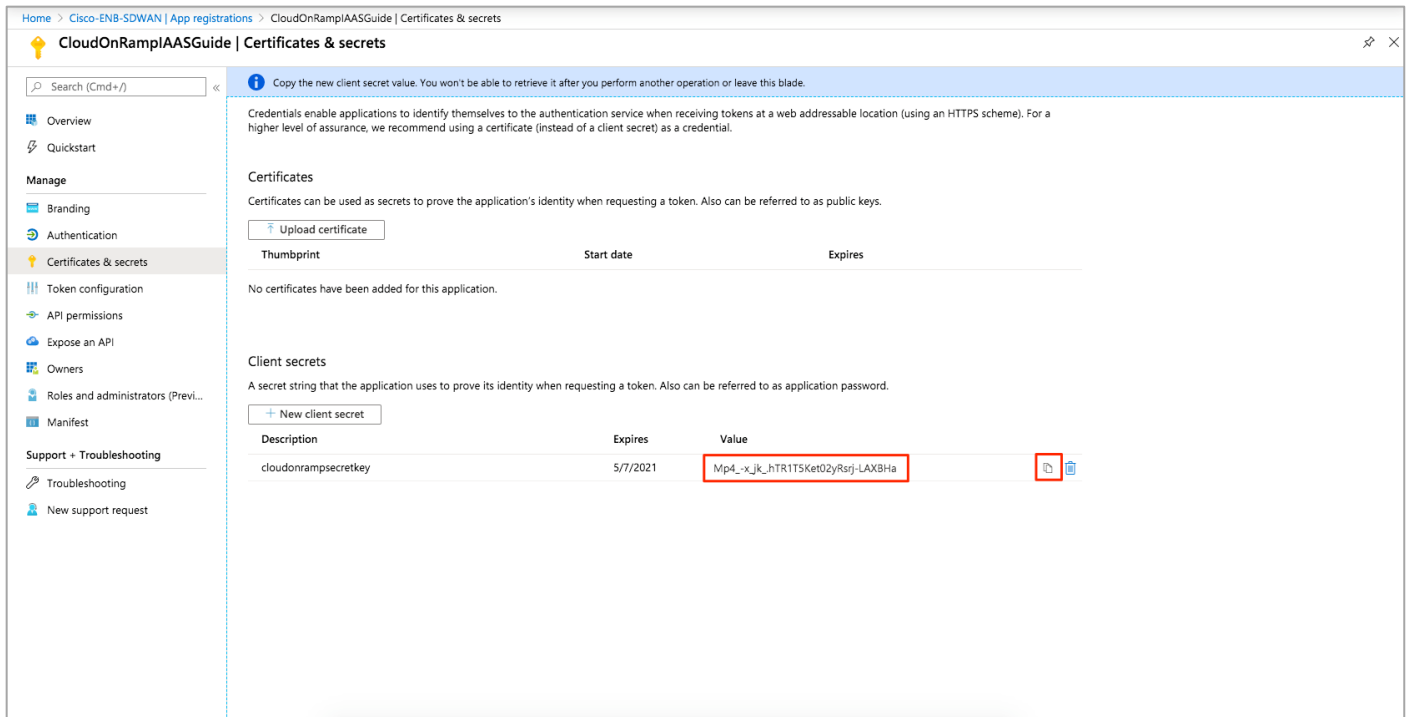 Home > Cisco-ENB-SDWAN | App registrations > CloudOnRampIAASGuide | Certificates & secrets
CloudOnRampIAASGuide | Certificates & secrets
Search (Cmd+/)
Copy the new client secret value. You won't be able to retrieve it after you perform another operation or leave this blade.
Overview
Quickstart
Manage
Branding
Authentication
Certificates & secrets
Token configuration
API permissions
Expose an API
Owners
Roles and administrators (Previ...
Manifest
Support + Troubleshooting
Troubleshooting
New support request
Credentials enable applications to identify themselves to the authentication service when receiving tokens at a web addressable location (using an HTTPS scheme). For a
higher level of assurance, we recommend using a certificate (instead of a client secret) as a credential.
Certificates
Certificates can be used as secrets to prove the application's identity when requesting a token. Also can be referred to as public keys.
Upload certificate
Thumbprint Start date Expires
No certificates have been added for this application.
Client secrets
A secret string that the application uses to prove its identity when requesting a token. Also can be referred to as application password.
New client secret
Description Expires Value
cloudonrampsecretkey 5/7/2021 Mp4_-x_jk_.hTR1T5Ket02yRsrj-LAXBHa